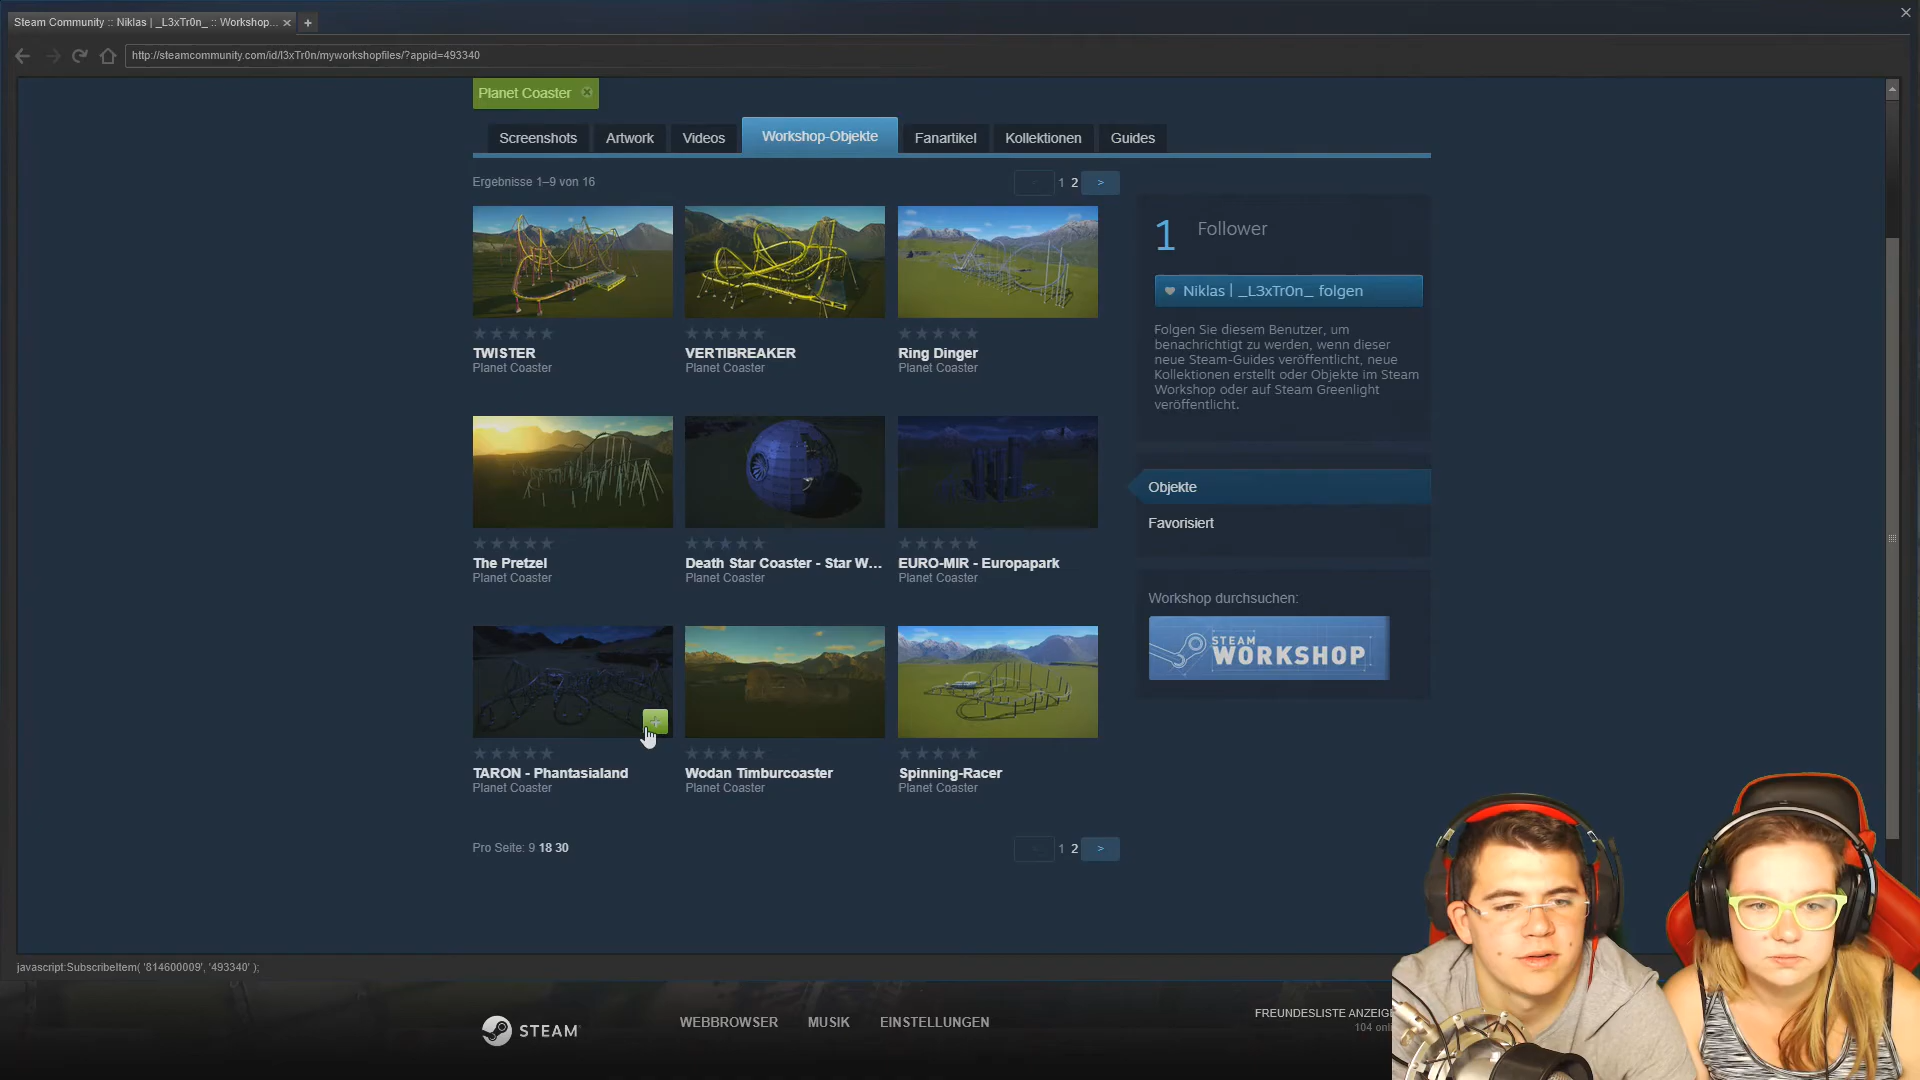 Steam Community :: Niklas | _L3xTr0n_ :: Workshop...
http://steamcommunity.com/id/l3xTr0n/myworkshopfiles/?appid=493340
Planet Coaster
Screenshots
Artwork
Videos
Workshop-Objekte
Fanartikel
Kollektionen
Guides
Ergebnisse 1–9 von 16
1 2 >
TWISTER
Planet Coaster
VERTIBREAKER
Planet Coaster
Ring Dinger
Planet Coaster
The Pretzel
Planet Coaster
Death Star Coaster - Star W...
Planet Coaster
EURO-MIR - Europapark
Planet Coaster
TARON - Phantasialand
Planet Coaster
Wodan Timburcoaster
Planet Coaster
Spinning-Racer
Planet Coaster
Pro Seite: 9 18 30
1 2 >
1 Follower
Niklas | _L3xTr0n_ folgen
Folgen Sie diesem Benutzer, um
benachrichtigt zu werden, wenn dieser
neue Steam-Guides veröffentlicht, neue
Kollektionen erstellt oder Objekte im Steam
Workshop oder auf Steam Greenlight
veröffentlicht.
Objekte
Favorisiert
Workshop durchsuchen:
STEAM
WORKSHOP
javascript:SubscribeItem( '814600009', '493340' );
STEAM
WEBBROWSER
MUSIK
EINSTELLUNGEN
FREUNDESLISTE ANZEIGE
104 onli